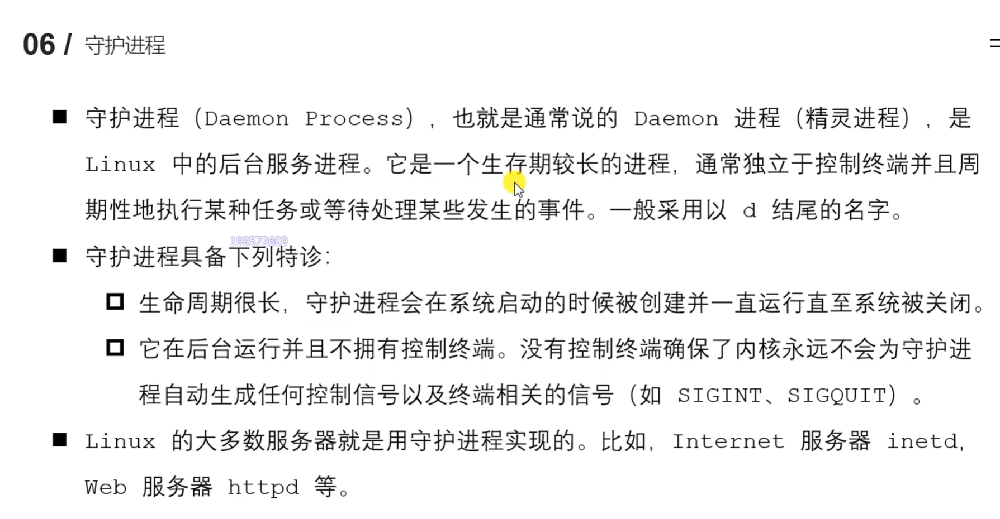 06 / 守护进程
守护进程（Daemon Process），也就是通常说的 Daemon 进程（精灵进程），是
Linux 中的后台服务进程。它是一个生存期较长的进程，通常独立于控制终端并且周
期性地执行某种任务或等待处理某些发生的事件。一般采用以 d 结尾的名字。
199572609
守护进程具备下列特诊：
生命周期很长，守护进程会在系统启动的时候被创建并一直运行直至系统被关闭。
它在后台运行并且不拥有控制终端。没有控制终端确保了内核永远不会为守护进
程自动生成任何控制信号以及终端相关的信号（如 SIGINT、SIGQUIT）。
Linux 的大多数服务器就是用守护进程实现的。比如，Internet 服务器 inetd，
Web 服务器 httpd 等。